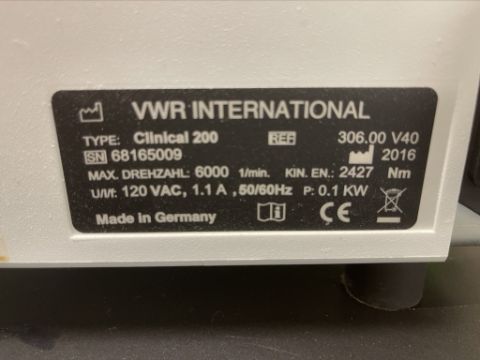 VWR INTERNATIONAL
TYPE: Clinical 200 REF 306.00 V40
SN 68165009 2016
MAX. DREHZAHL: 6000 1/min. KIN. EN.: 2427 Nm
U/I/f: 120 VAC, 1.1 A , 50/60Hz P: 0.1 KW
Made in Germany i CE